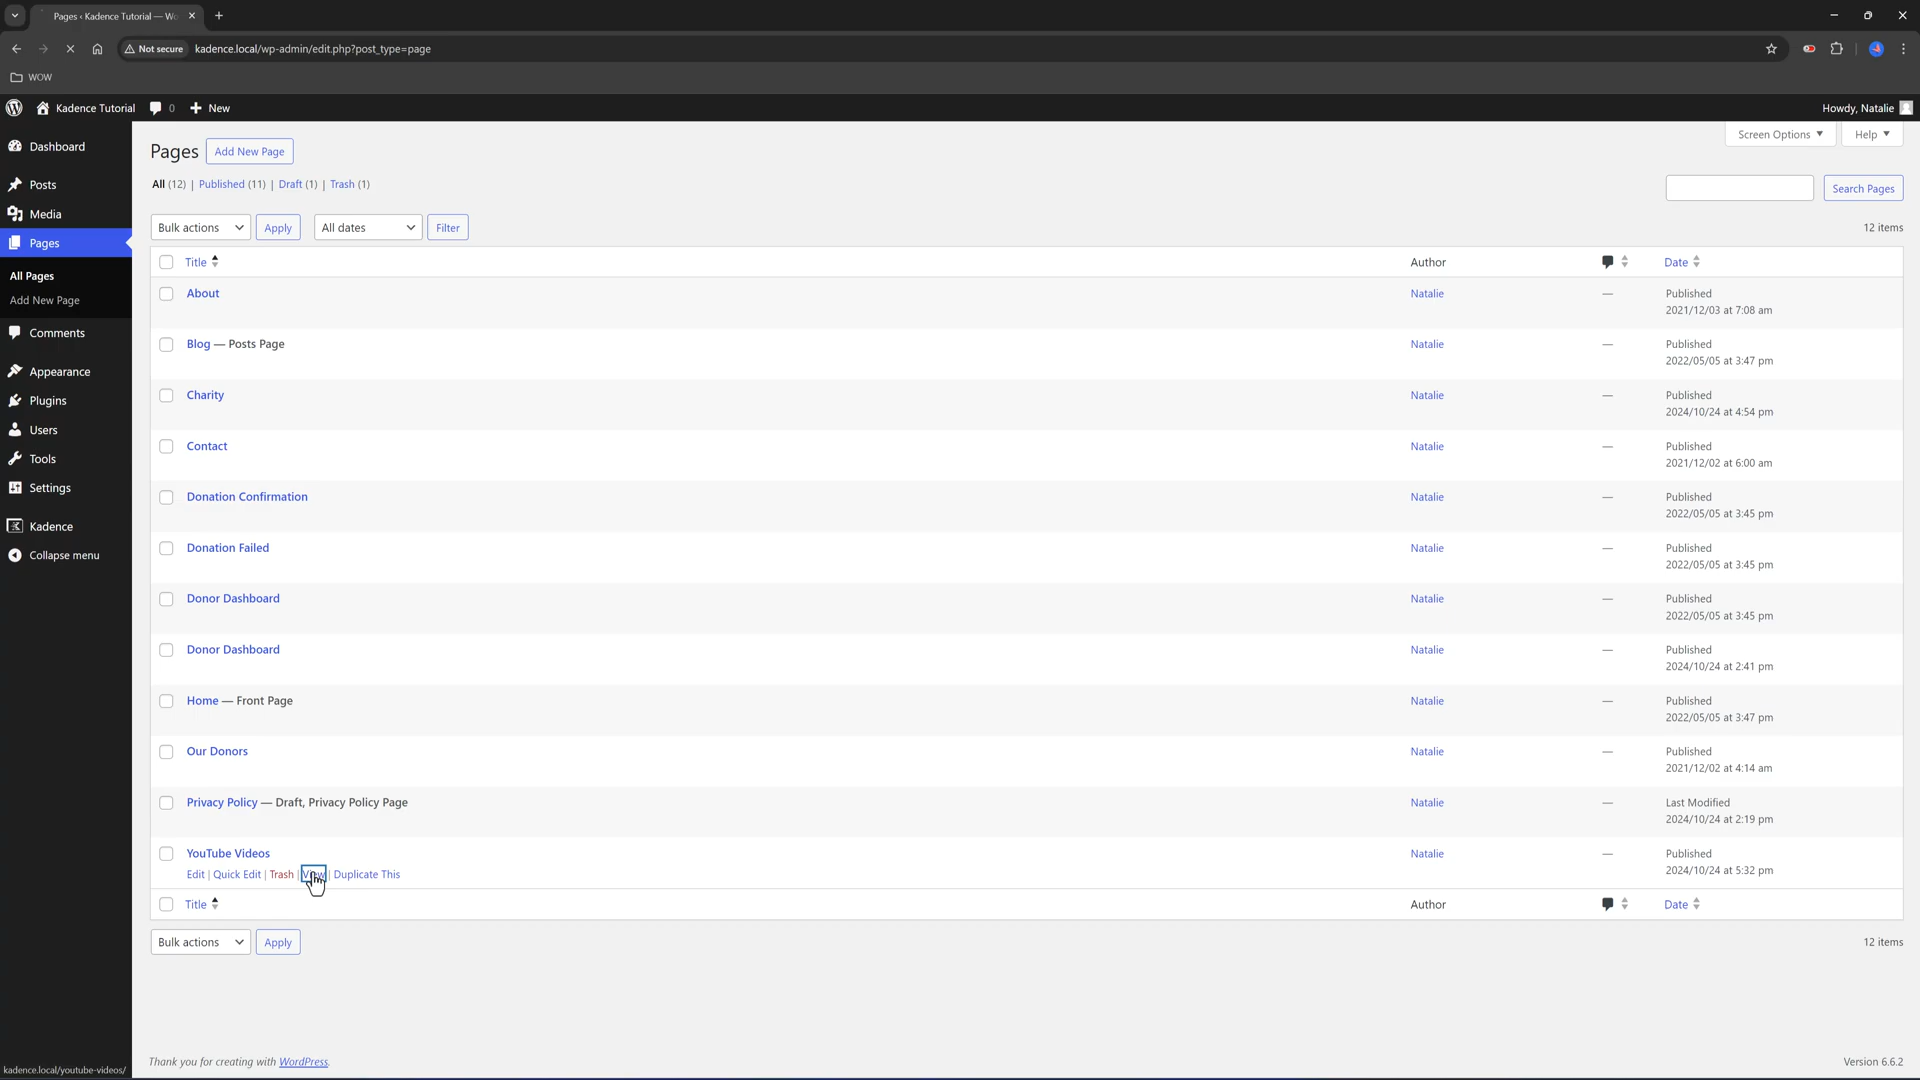 Pages ‹ Kadence Tutorial — Wo
Not secure kadence.local/wp-admin/edit.php?post_type=page
WOW
Kadence Tutorial 0 New Howdy, Natalie
Screen Options Help
Dashboard
Posts
Media
Pages
All Pages
Add New Page
Comments
Appearance
Plugins
Users
Tools
Settings
Kadence
Collapse menu
Pages Add New Page
All (12) | Published (11) | Draft (1) | Trash (1)
Search Pages
Bulk actions Apply All dates Filter 12 items
Title Author Date
About Natalie — Published
2021/12/03 at 7:08 am
Blog — Posts Page Natalie — Published
2022/05/05 at 3:47 pm
Charity Natalie — Published
2024/10/24 at 4:54 pm
Contact Natalie — Published
2021/12/02 at 6:00 am
Donation Confirmation Natalie — Published
2022/05/05 at 3:45 pm
Donation Failed Natalie — Published
2022/05/05 at 3:45 pm
Donor Dashboard Natalie — Published
2022/05/05 at 3:45 pm
Donor Dashboard Natalie — Published
2024/10/24 at 2:41 pm
Home — Front Page Natalie — Published
2022/05/05 at 3:47 pm
Our Donors Natalie — Published
2021/12/02 at 4:14 am
Privacy Policy — Draft, Privacy Policy Page Natalie — Last Modified
2024/10/24 at 2:19 pm
YouTube Videos Natalie — Published
2024/10/24 at 5:32 pm
Edit | Quick Edit | Trash | View | Duplicate This
Title Author Date
Bulk actions Apply 12 items
Thank you for creating with WordPress. Version 6.6.2
kadence.local/youtube-videos/